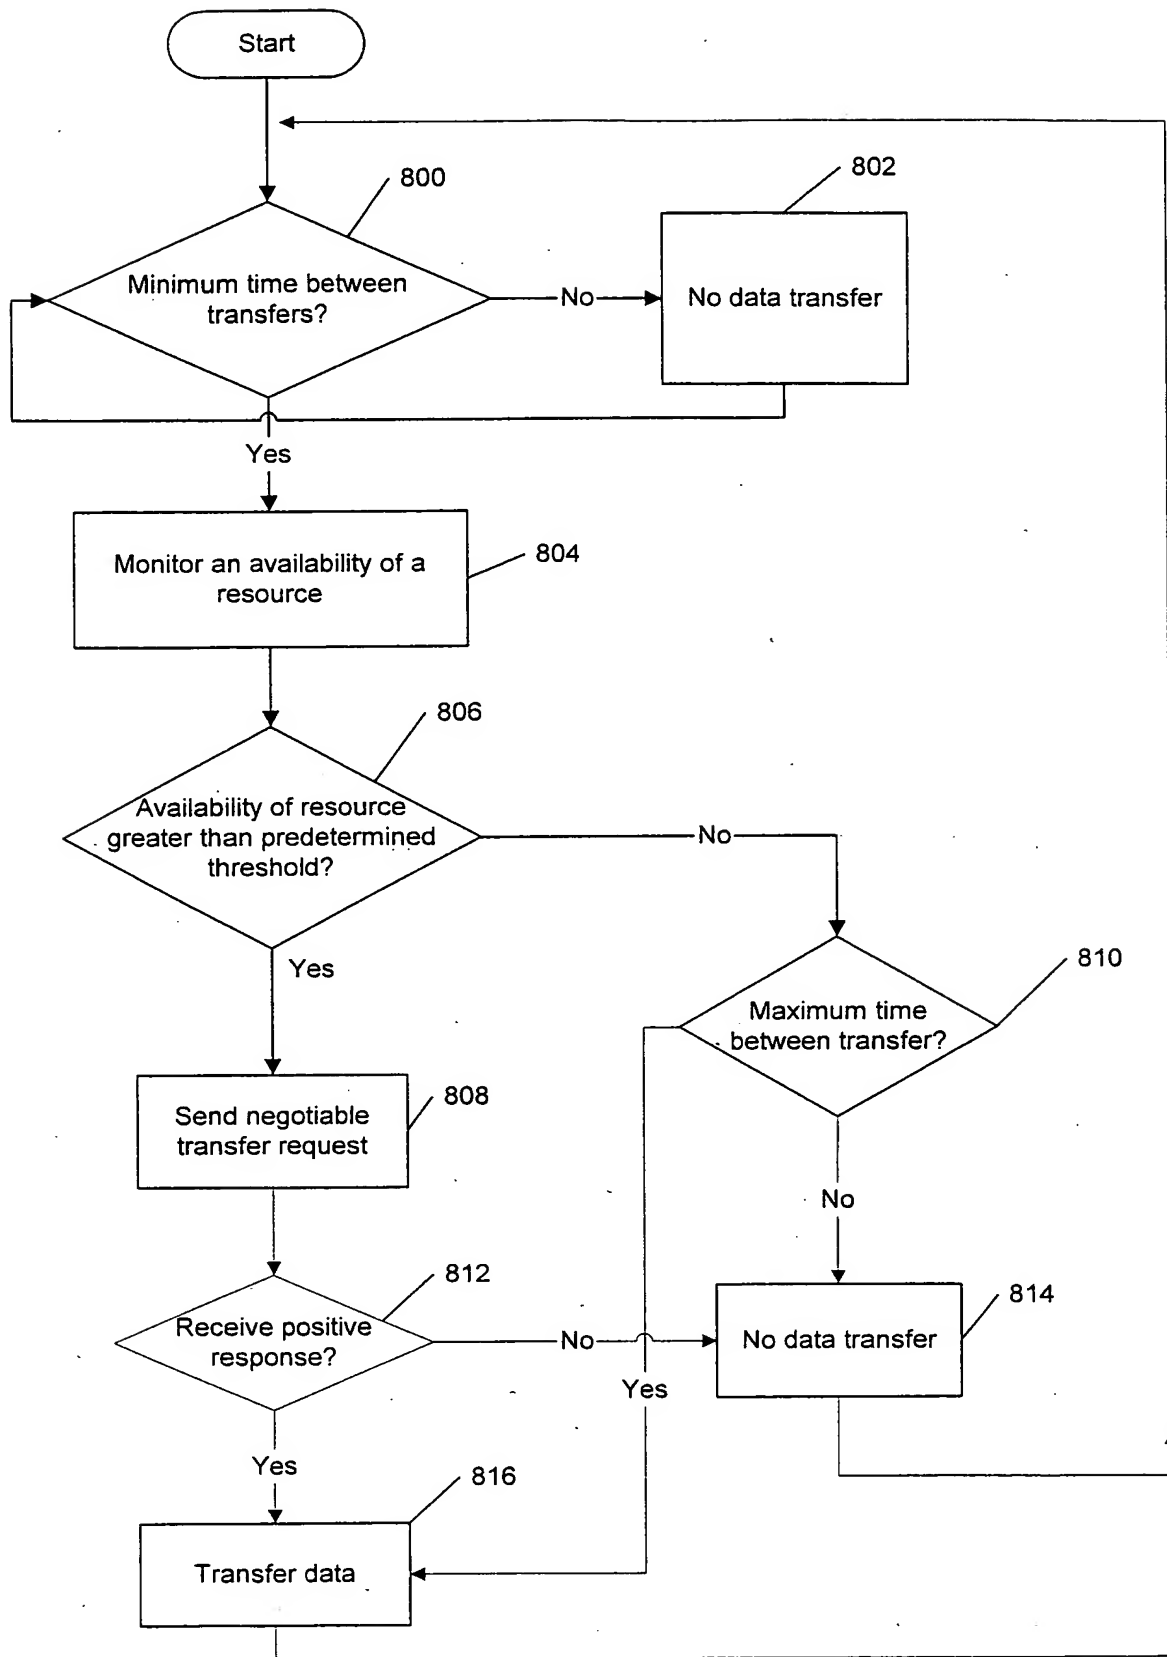 Start
800
802
Minimum time between
transfers?
No
No data transfer
Yes
Monitor an availability of a
resource
804
806
Availability of resource
greater than predetermined
threshold?
No
Yes
810
Maximum time
between transfer?
808
Send negotiable
transfer request
No
812
Receive positive
response?
No
814
No data transfer
Yes
Yes
816
Transfer data